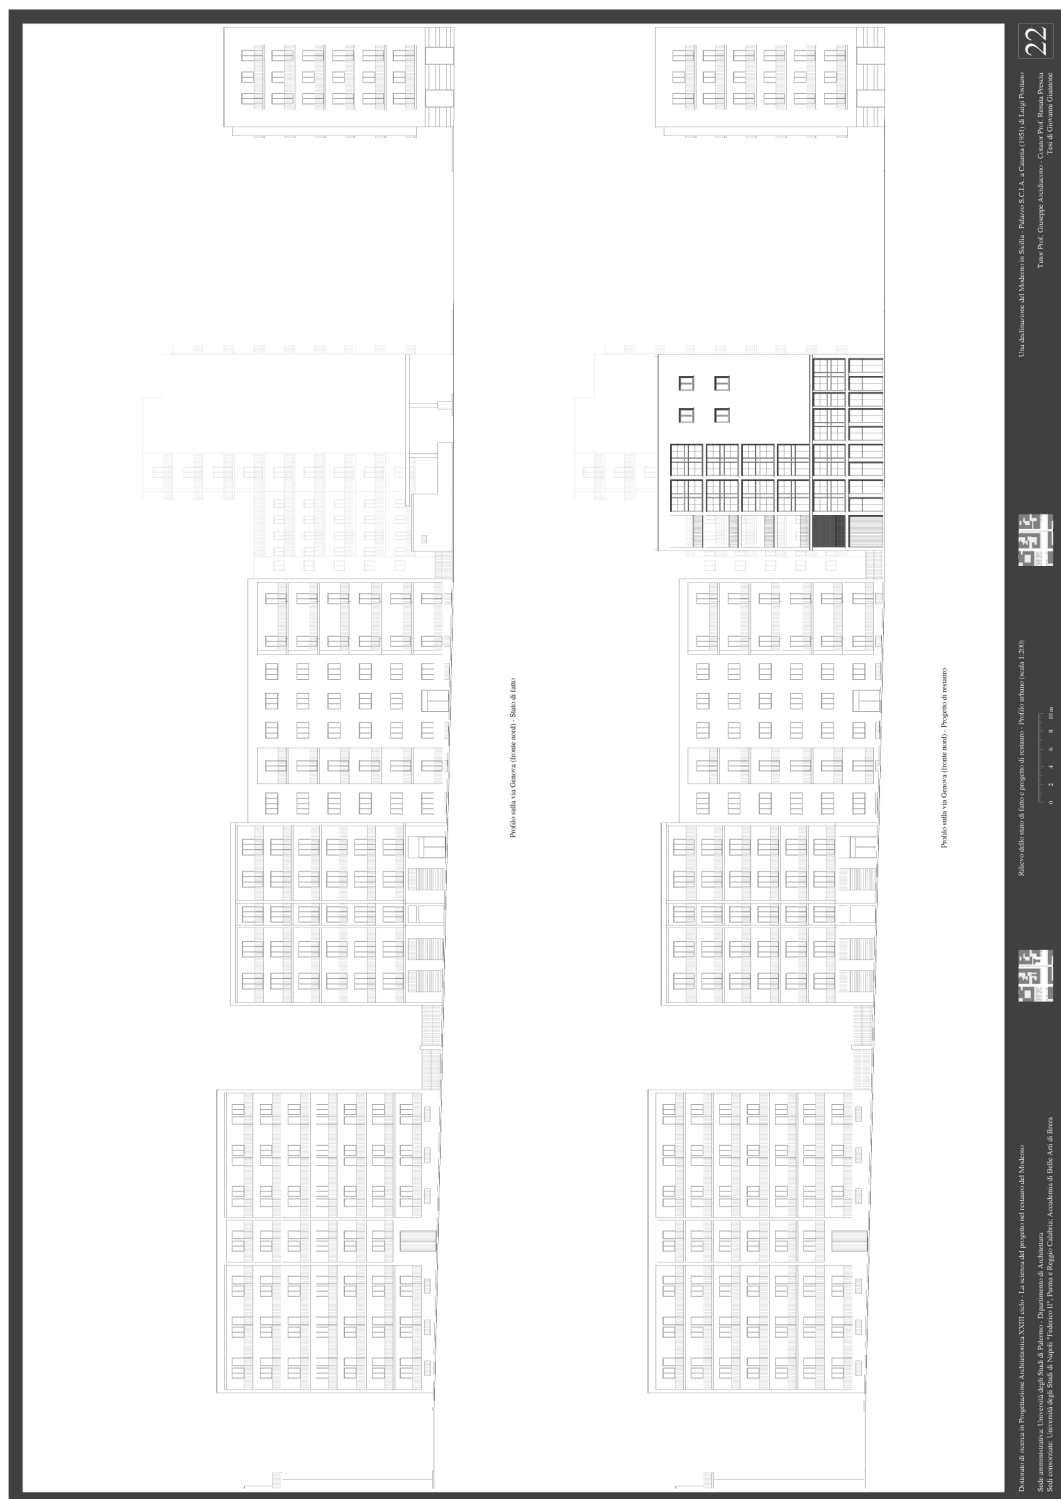 Profilo sulla via Genova (fronte nord) - Stato di fatto
Profilo sulla via Genova (fronte nord) - Progetto di restauro
Dottorato di ricerca in Progettazione Architettonica XXIII ciclo - La scienza del progetto nel restauro del Moderno
Sede amministrativa: Università degli Studi di Palermo - Dipartimento di Architettura
Sedi consorziate: Università degli Studi di Napoli "Federico II", Parma e Reggio Calabria; Accademia di Belle Arti di Brera
Rilievo dello stato di fatto e progetto di restauro - Profilo urbano (scala 1:200)
0 2 4 6 8 10 m
Una declinazione del Moderno in Sicilia - Palazzo S.C.I.A. a Catania (1951) di Luigi Positano
Tutor Prof. Giuseppe Arcidiacono - Cotutor Prof. Renata Prescia
Tesi di Giovanni Giannone
22